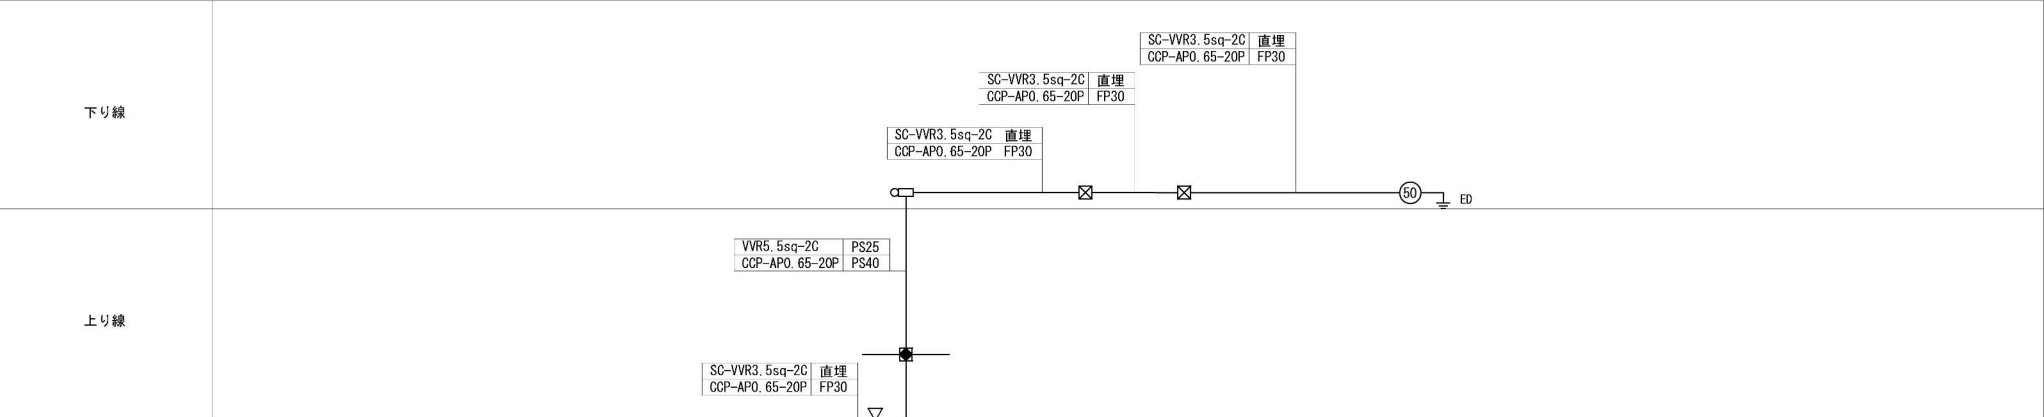 SC-VVR3.5sq-2C 直埋
CCP-AP0.65-20P FP30
SC-VVR3.5sq-2C 直埋
CCP-AP0.65-20P FP30
下り線
SC-VVR3.5sq-2C 直埋
CCP-AP0.65-20P FP30
50
ED
VVR5.5sq-2C PS25
CCP-AP0.65-20P PS40
上り線
SC-VVR3.5sq-2C 直埋
CCP-AP0.65-20P FP30